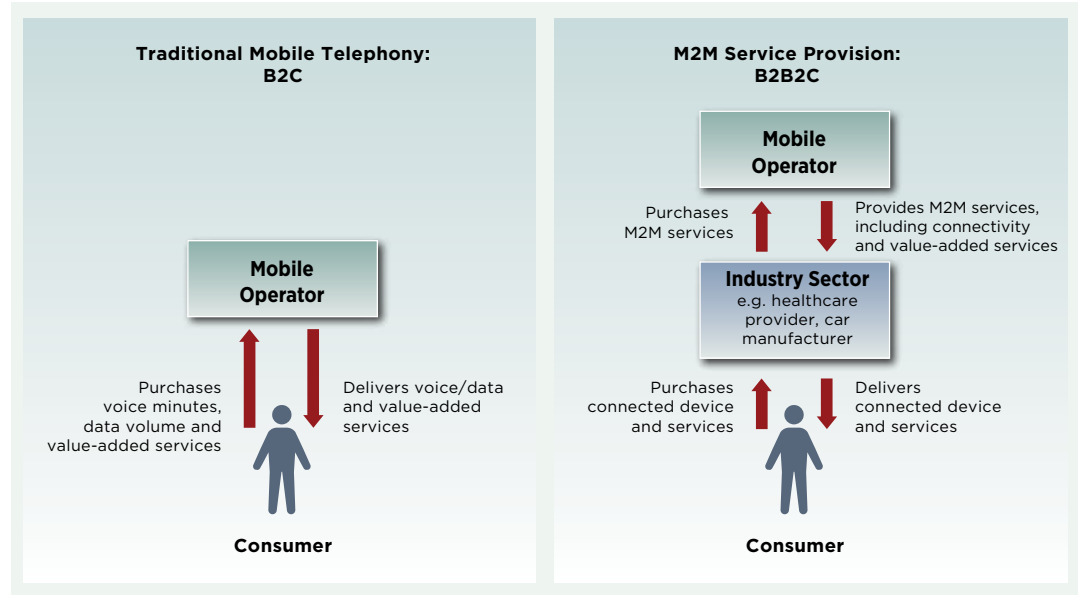 Traditional Mobile Telephony:
B2C
Mobile
Operator
Purchases
voice minutes,
data volume and
value-added services
Delivers voice/data
and value-added
services
Consumer
M2M Service Provision:
B2B2C
Mobile
Operator
Purchases
M2M services
Provides M2M services,
including connectivity
and value-added services
Industry Sector
e.g. healthcare
provider, car
manufacturer
Purchases
connected device
and services
Delivers
connected device
and services
Consumer